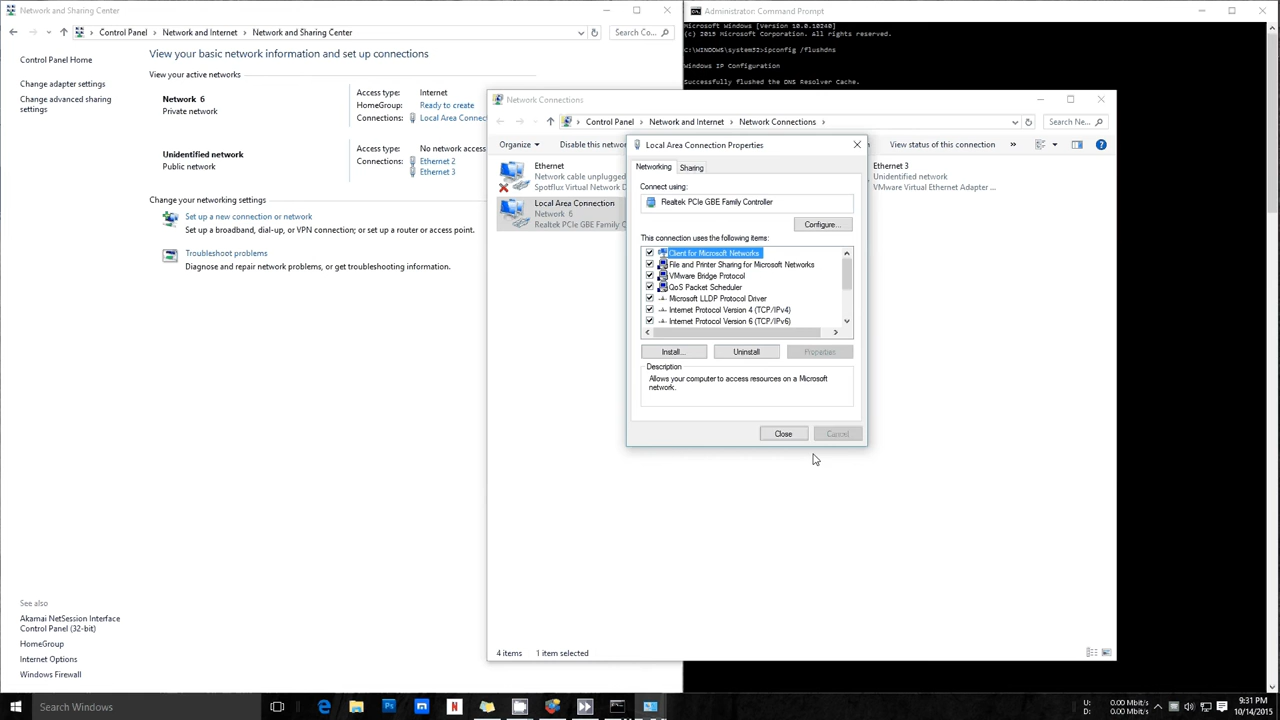 Network and Sharing Center
Control Panel
Network and Internet
Network and Sharing Center
Search Co...
Control Panel Home
Change adapter settings
Change advanced sharing
settings
View your basic network information and set up connections
View your active networks
Network 6
Private network
Access type:
Internet
HomeGroup:
Ready to create
Connections:
Local Area Connec
Unidentified network
Public network
Access type:
No network access
Connections:
Ethernet 2
Ethernet 3
Change your networking settings
Set up a new connection or network
Set up a broadband, dial-up, or VPN connection; or set up a router or access point.
Troubleshoot problems
Diagnose and repair network problems, or get troubleshooting information.
See also
Akamai NetSession Interface
Control Panel (32-bit)
HomeGroup
Internet Options
Windows Firewall
Administrator: Command Prompt
Microsoft Windows [Version 10.0.10240]
(c) 2015 Microsoft Corporation. All rights reserved.
C:\WINDOWS\system32>ipconfig /flushdns
Windows IP Configuration
Successfully flushed the DNS Resolver Cache.
Network Connections
Control Panel
Network and Internet
Network Connections
Search Ne...
Organize
Disable this netwo
View status of this connection
»
Ethernet
Network cable unplugged
Spotflux Virtual Network D
Local Area Connection
Network 6
Realtek PCIe GBE Family C
Ethernet 3
Unidentified network
VMware Virtual Ethernet Adapter ...
Local Area Connection Properties
Networking
Sharing
Connect using:
Realtek PCIe GBE Family Controller
Configure...
This connection uses the following items:
Client for Microsoft Networks
File and Printer Sharing for Microsoft Networks
VMware Bridge Protocol
QoS Packet Scheduler
Microsoft LLDP Protocol Driver
Internet Protocol Version 4 (TCP/IPv4)
Internet Protocol Version 6 (TCP/IPv6)
Install...
Uninstall
Properties
Description
Allows your computer to access resources on a Microsoft
network.
Close
Cancel
4 items
1 item selected
Search Windows
U: 0.00 Mbit/s
D: 0.00 Mbit/s
9:31 PM
10/14/2015